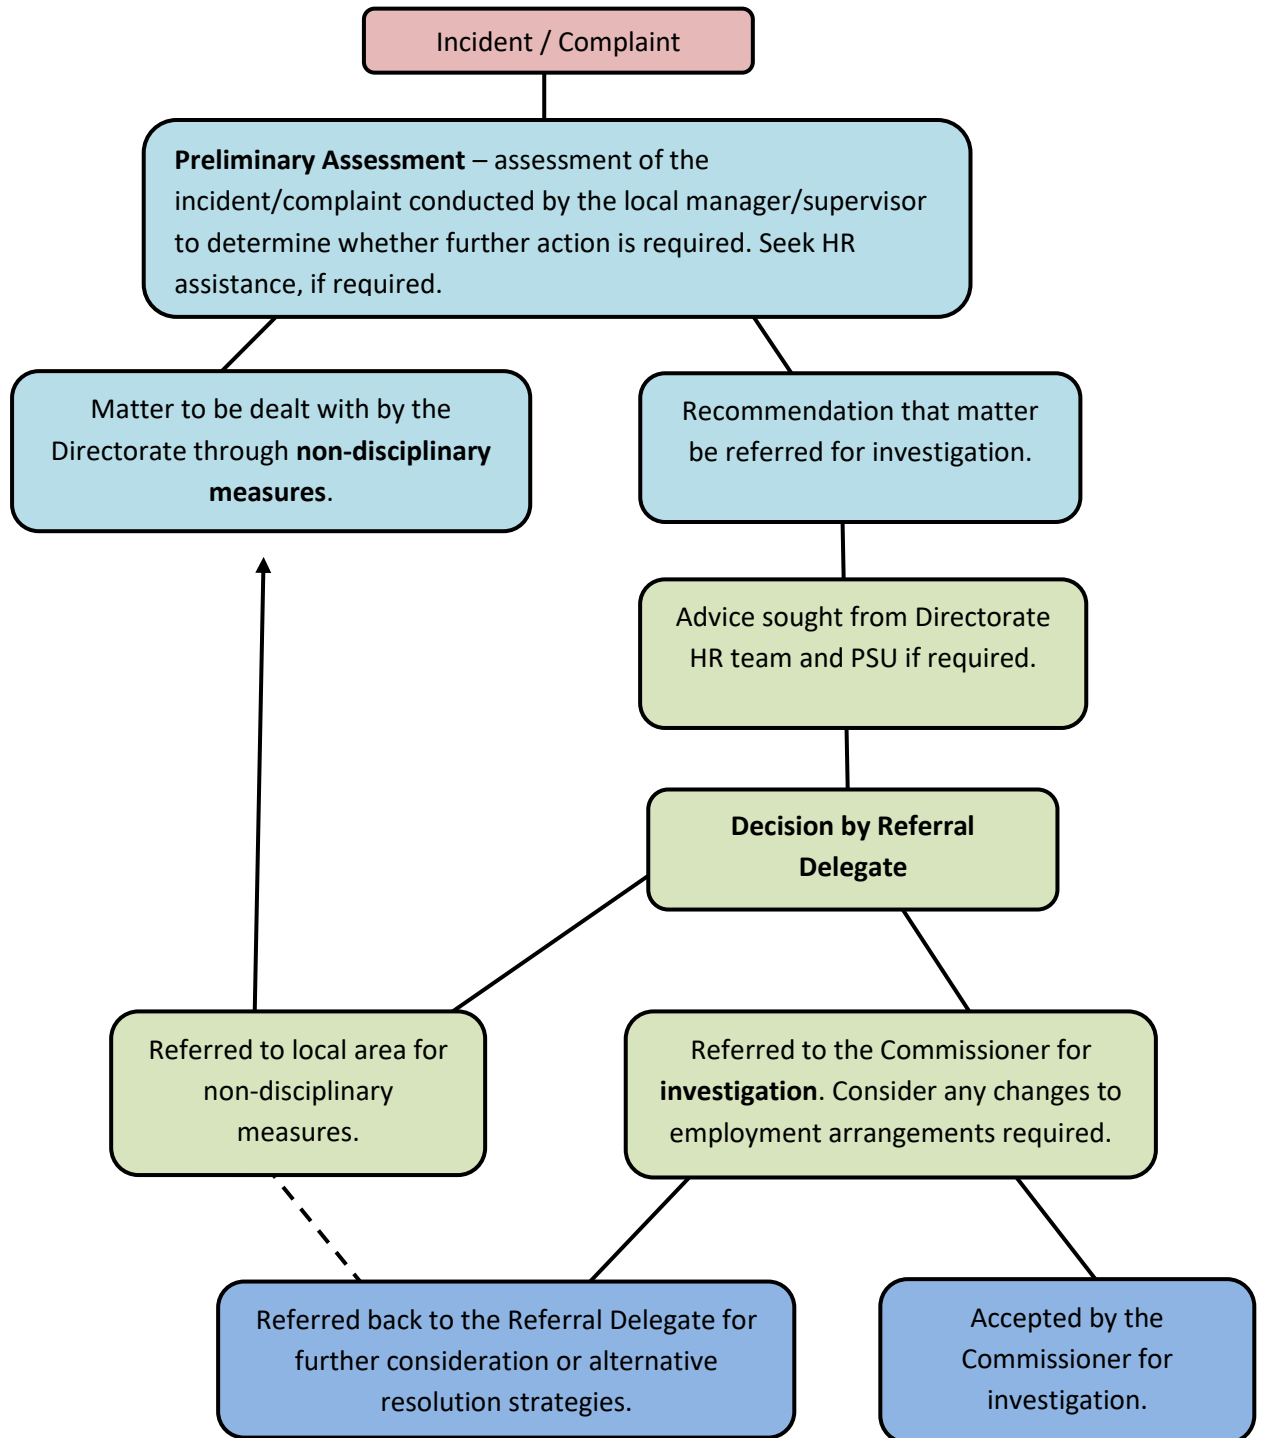 Incident / Complaint
Preliminary Assessment – assessment of the
incident/complaint conducted by the local manager/supervisor
to determine whether further action is required. Seek HR
assistance, if required.
Matter to be dealt with by the
Directorate through non-disciplinary
measures.
Recommendation that matter
be referred for investigation.
Advice sought from Directorate
HR team and PSU if required.
Decision by Referral
Delegate
Referred to local area for
non-disciplinary
measures.
Referred to the Commissioner for
investigation. Consider any changes to
employment arrangements required.
Referred back to the Referral Delegate for
further consideration or alternative
resolution strategies.
Accepted by the
Commissioner for
investigation.